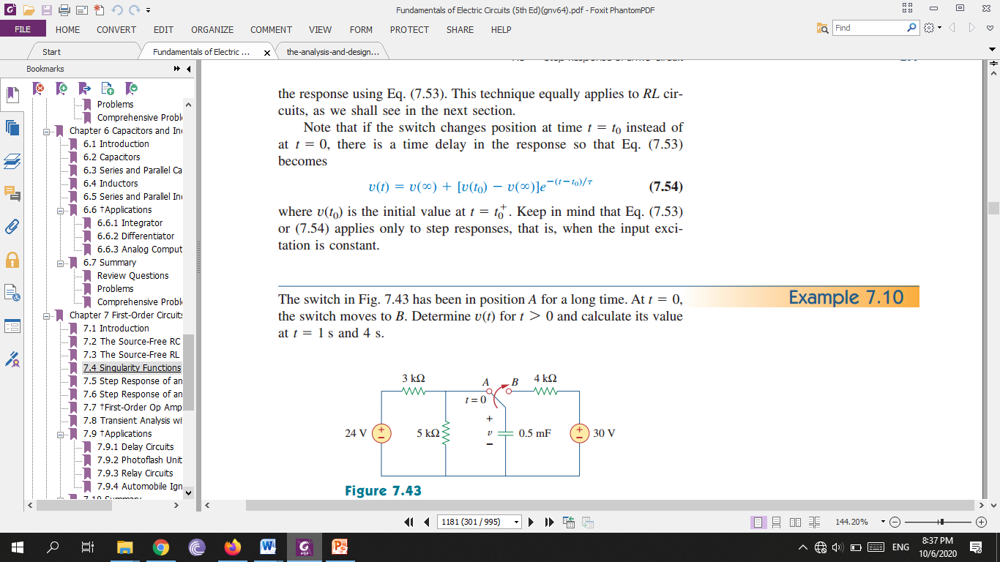 Fundamentals of Electric Circuits (5th Ed)(gnv64).pdf - Foxit PhantomPDF
FILE HOME CONVERT EDIT ORGANIZE COMMENT VIEW FORM PROTECT SHARE HELP
Find
Start
Fundamentals of Electric ...
the-analysis-and-design...
Bookmarks
Problems
Comprehensive Probl
Chapter 6 Capacitors and In
6.1 Introduction
6.2 Capacitors
6.3 Series and Parallel Ca
6.4 Inductors
6.5 Series and Parallel In
6.6 †Applications
6.6.1 Integrator
6.6.2 Differentiator
6.6.3 Analog Comput
6.7 Summary
Review Questions
Problems
Comprehensive Probl
Chapter 7 First-Order Circuit
7.1 Introduction
7.2 The Source-Free RC
7.3 The Source-Free RL
7.4 Singularity Functions
7.5 Step Response of an
7.6 Step Response of an
7.7 †First-Order Op Amp
7.8 Transient Analysis wi
7.9 †Applications
7.9.1 Delay Circuits
7.9.2 Photoflash Unit
7.9.3 Relay Circuits
7.9.4 Automobile Ign
the response using Eq. (7.53). This technique equally applies to RL cir-
cuits, as we shall see in the next section.
Note that if the switch changes position at time t = t₀ instead of
at t = 0, there is a time delay in the response so that Eq. (7.53)
becomes
v(t) = v(∞) + [v(t₀) − v(∞)]e^−(t−t₀)/τ (7.54)
where v(t₀) is the initial value at t = t₀⁺. Keep in mind that Eq. (7.53)
or (7.54) applies only to step responses, that is, when the input exci-
tation is constant.
Example 7.10
The switch in Fig. 7.43 has been in position A for a long time. At t = 0,
the switch moves to B. Determine v(t) for t > 0 and calculate its value
at t = 1 s and 4 s.
3 kΩ A B 4 kΩ
t = 0
+
24 V + − 5 kΩ v 0.5 mF + − 30 V
−
Figure 7.43
1181 (301 / 995)
144.20%
ENG
8:37 PM
10/6/2020